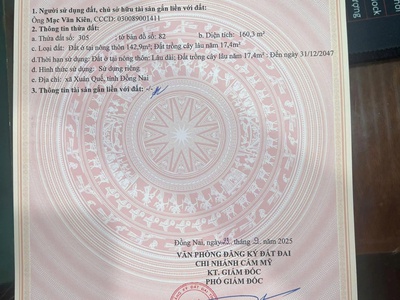 1. Người sử dụng đất, chủ sở hữu tài sản gắn liền với đất:
Ông Mạc Văn Kiên, CCCD: 030089001411
2. Thông tin thửa đất:
a. Thửa đất số: 305 ; tờ bản đồ số: 82 b. Diện tích: 160,3 m²
c. Loại đất: Đất ở tại nông thôn 142,9m²; Đất trồng cây lâu năm 17,4m²
d.Thời hạn sử dụng: Đất ở tại nông thôn: Lâu dài; Đất trồng cây lâu năm 17,4m² : Đến ngày 31/12/2047
đ. Hình thức sử dụng: Sử dụng riêng
e. Địa chỉ: xã Xuân Quế, tỉnh Đồng Nai
3. Thông tin tài sản gắn liền với đất: -/-
Đồng Nai, ngày tháng 9 năm 2025
VĂN PHÒNG ĐĂNG KÝ ĐẤT ĐAI
CHI NHÁNH CẨM MỸ
KT. GIÁM ĐỐC
PHÓ GIÁM ĐỐC